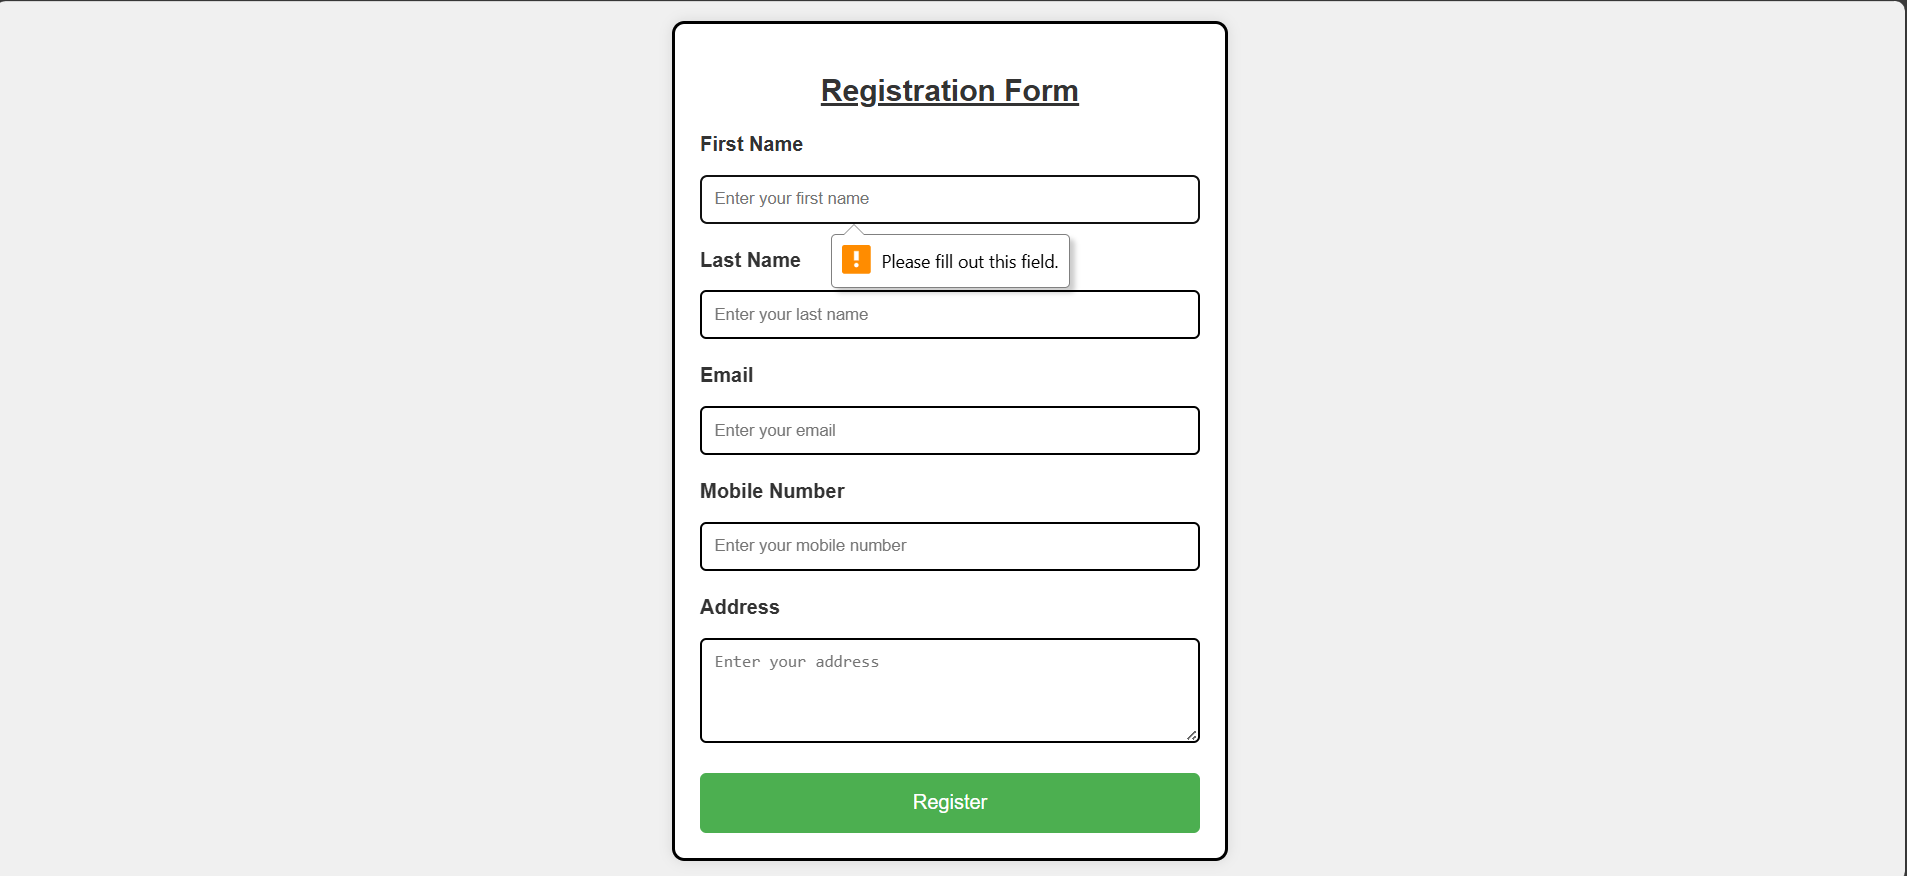 Registration Form
First Name
Enter your first name
Please fill out this field.
Last Name
Enter your last name
Email
Enter your email
Mobile Number
Enter your mobile number
Address
Enter your address
Register